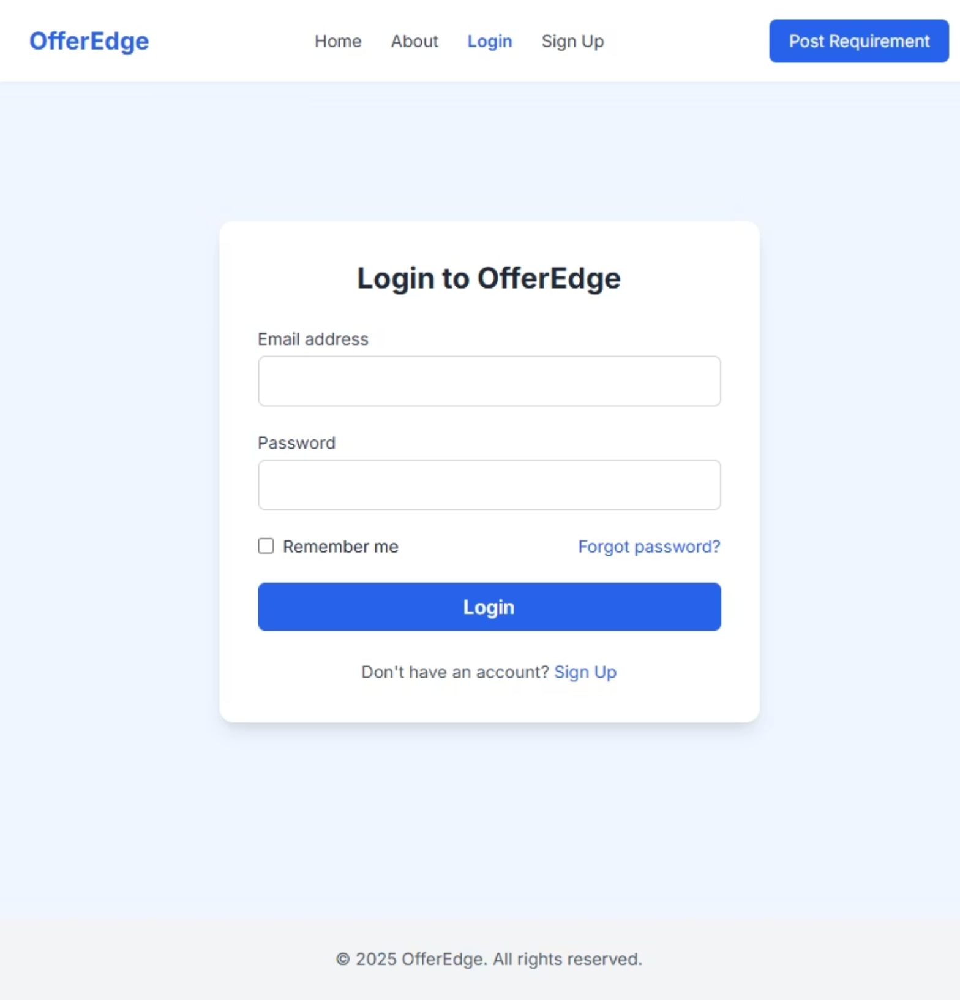 OfferEdge Home About Login Sign Up Post Requirement
Login to OfferEdge
Email address
Password
Remember me Forgot password?
Login
Don't have an account? Sign Up
© 2025 OfferEdge. All rights reserved.